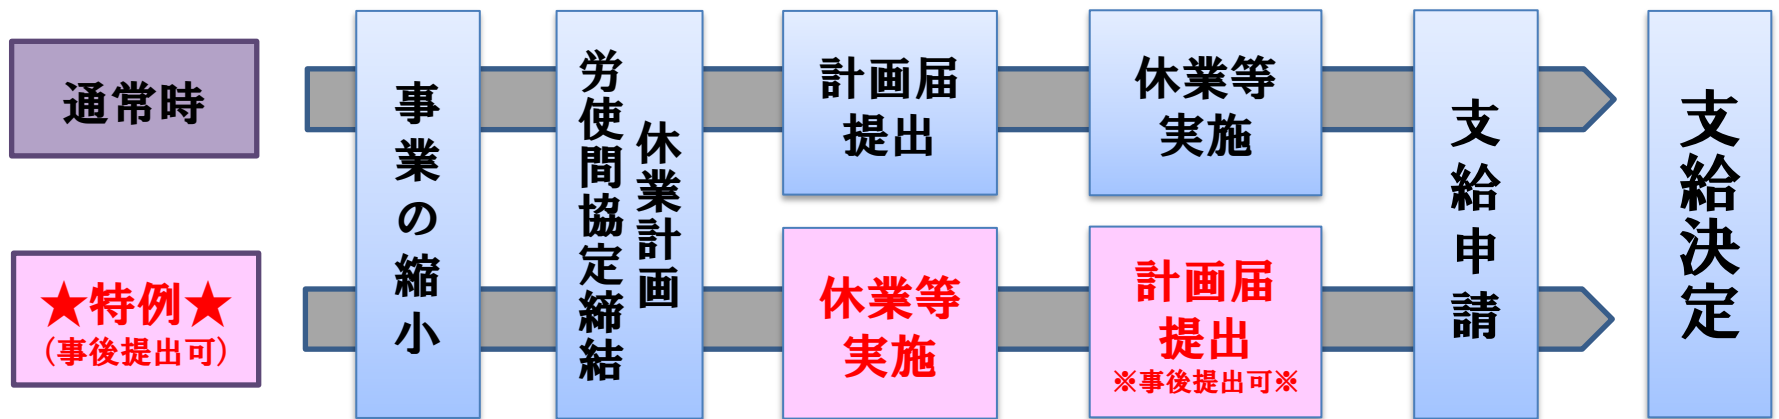 通常時
事業の縮小
休業計画
労使間協定締結
計画届
提出
休業等
実施
支給申請
支給決定
★特例★
(事後提出可)
休業等
実施
計画届
提出
※事後提出可※